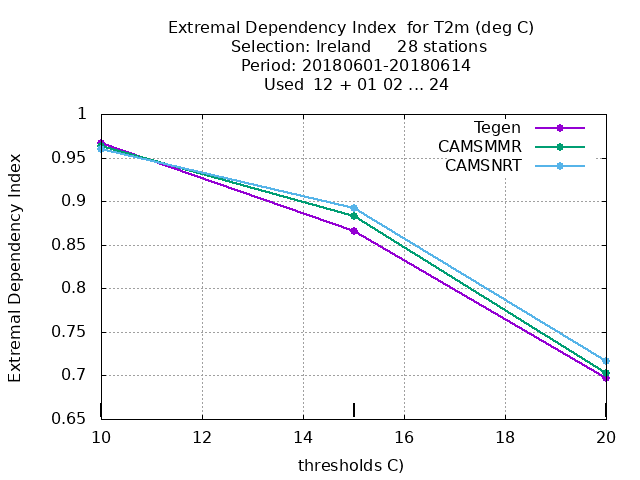 Extremal Dependency Index  for T2m (deg C)
Selection: Ireland     28 stations
Period: 20180601-20180614
Used  12 + 01 02 ... 24
Tegen
CAMSMMR
CAMSNRT
Extremal Dependency Index
1
0.95
0.9
0.85
0.8
0.75
0.7
0.65
10
12
14
16
18
20
thresholds C)